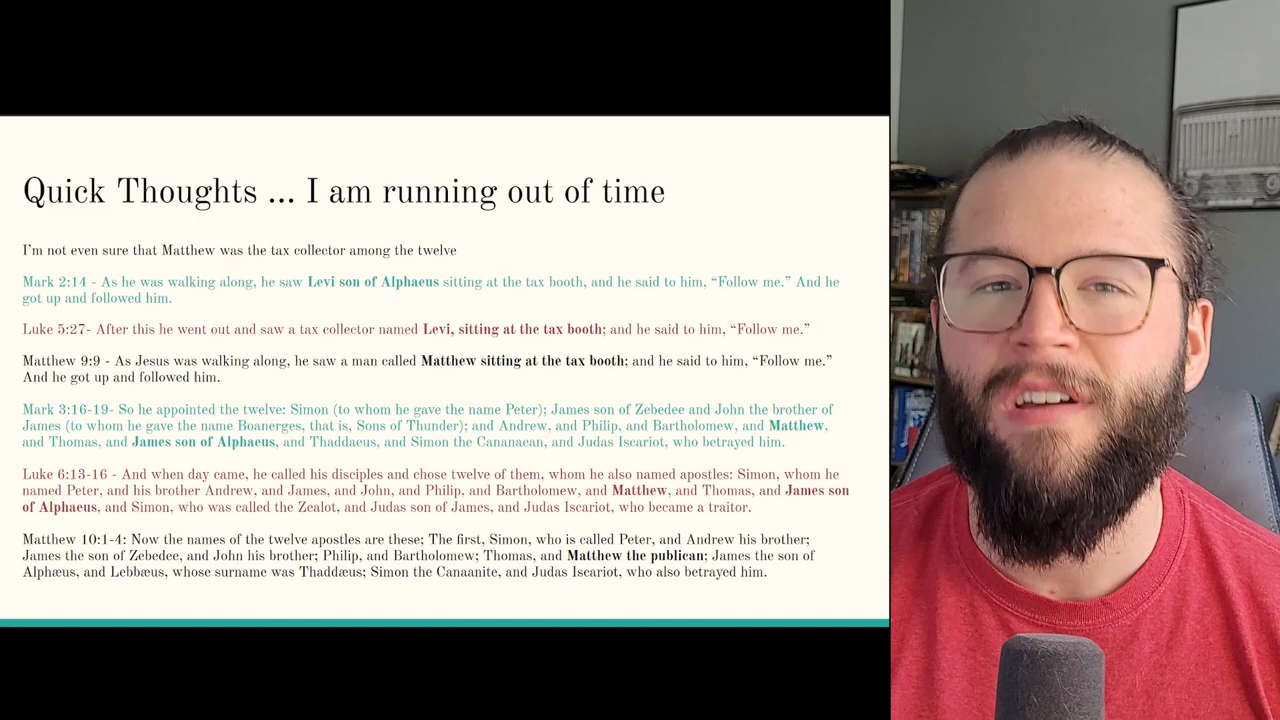 Quick Thoughts ... I am running out of time
I'm not even sure that Matthew was the tax collector among the twelve
Mark 2:14 - As he was walking along, he saw Levi son of Alphaeus sitting at the tax booth, and he said to him, “Follow me.” And he
got up and followed him.
Luke 5:27- After this he went out and saw a tax collector named Levi, sitting at the tax booth; and he said to him, “Follow me.”
Matthew 9:9 - As Jesus was walking along, he saw a man called Matthew sitting at the tax booth; and he said to him, “Follow me.”
And he got up and followed him.
Mark 3:16-19- So he appointed the twelve: Simon (to whom he gave the name Peter); James son of Zebedee and John the brother of
James (to whom he gave the name Boanerges, that is, Sons of Thunder); and Andrew, and Philip, and Bartholomew, and Matthew,
and Thomas, and James son of Alphaeus, and Thaddaeus, and Simon the Cananaean, and Judas Iscariot, who betrayed him.
Luke 6:13-16 - And when day came, he called his disciples and chose twelve of them, whom he also named apostles: Simon, whom he
named Peter, and his brother Andrew, and James, and John, and Philip, and Bartholomew, and Matthew, and Thomas, and James son
of Alphaeus, and Simon, who was called the Zealot, and Judas son of James, and Judas Iscariot, who became a traitor.
Matthew 10:1-4: Now the names of the twelve apostles are these; The first, Simon, who is called Peter, and Andrew his brother;
James the son of Zebedee, and John his brother; Philip, and Bartholomew; Thomas, and Matthew the publican; James the son of
Alphæus, and Lebbæus, whose surname was Thaddæus; Simon the Canaanite, and Judas Iscariot, who also betrayed him.